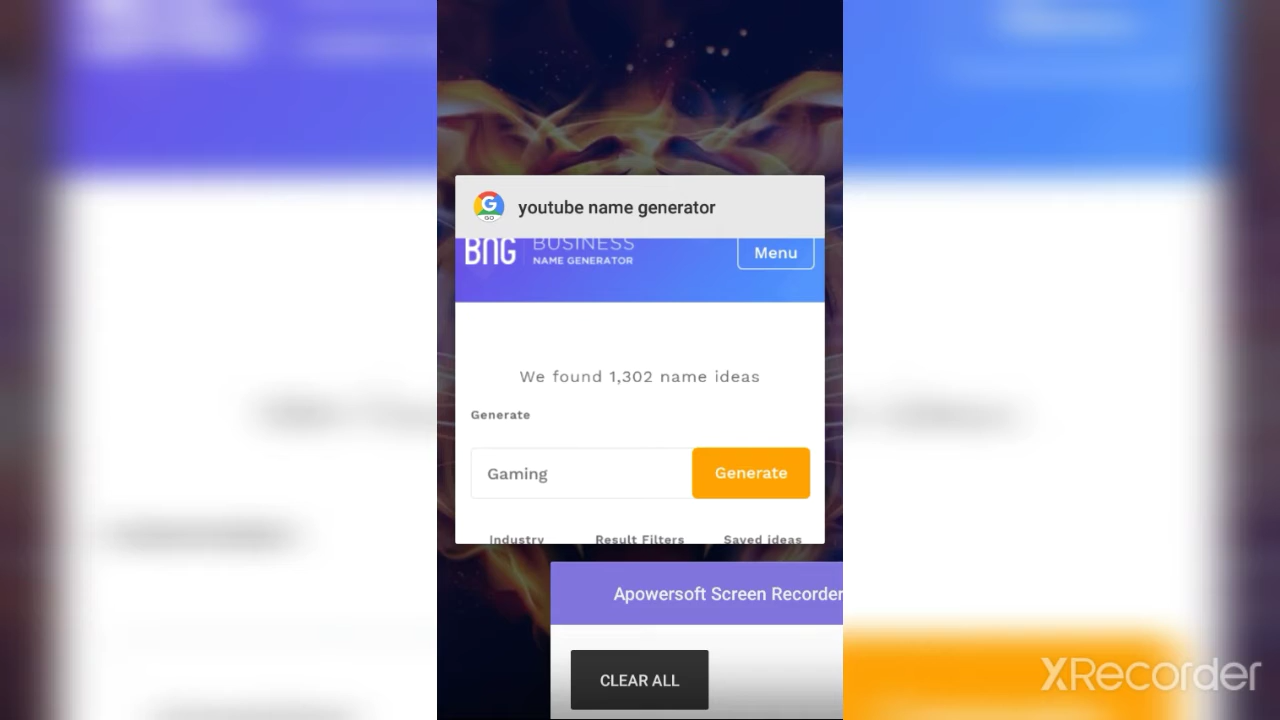 GO
youtube name generator
BNG BUSINESS
NAME GENERATOR
Menu
We found 1,302 name ideas
Generate
Gaming
Generate
Industry
Result Filters
Saved ideas
Apowersoft Screen Recorder
CLEAR ALL
XRecorder